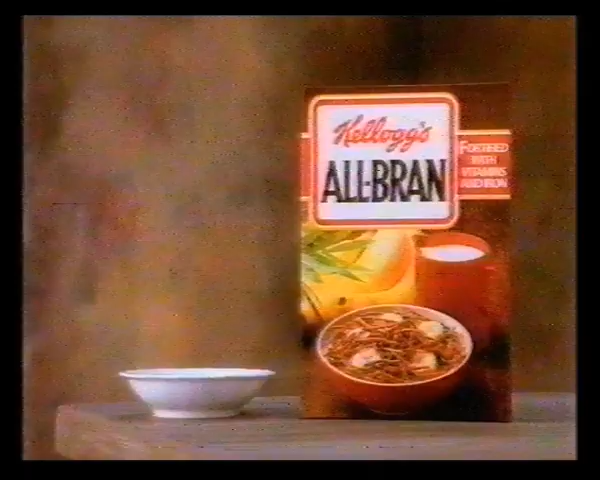 Kellogg's
ALL-BRAN
FORTIFIED
WITH
VITAMINS
AND IRON